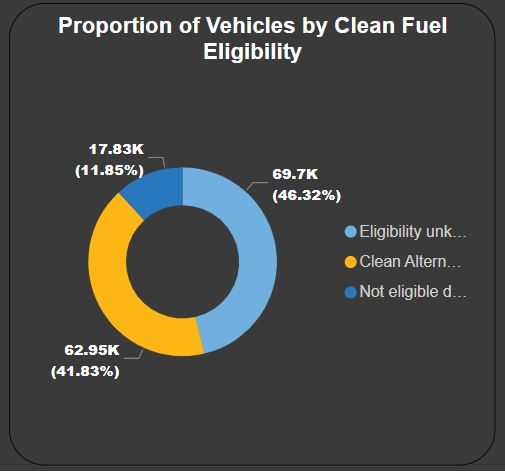 Proportion of Vehicles by Clean Fuel
Eligibility
17.83K
(11.85%)
69.7K
(46.32%)
Eligibility unk...
Clean Altern...
Not eligible d...
62.95K
(41.83%)